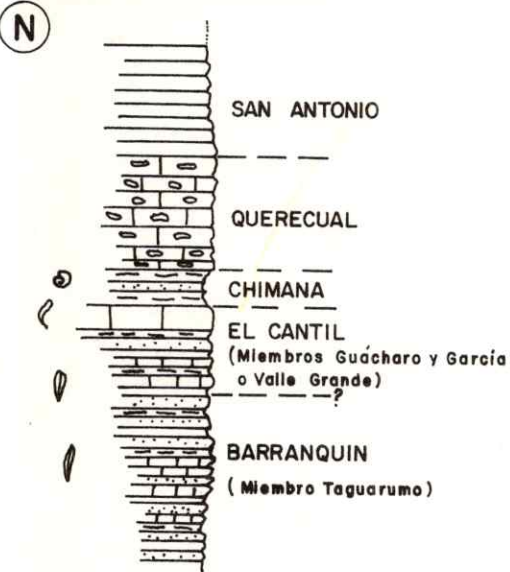 N
SAN ANTONIO
QUERECUAL
CHIMANA
EL CANTIL
(Miembros Guácharo y García
o Valle Grande)
?
BARRANQUIN
(Miembro Taguarumo)